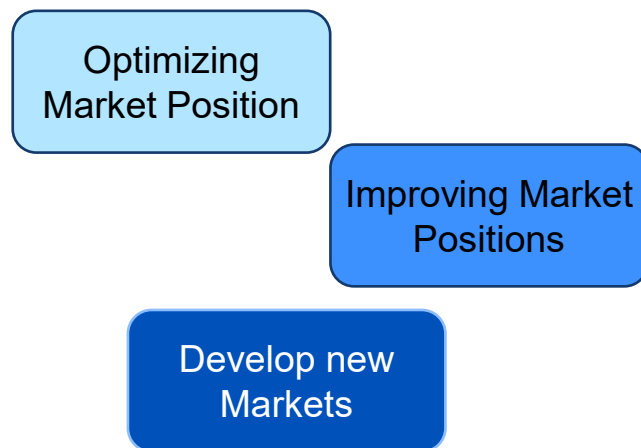 Optimizing
Market Position
Improving Market
Positions
Develop new
Markets